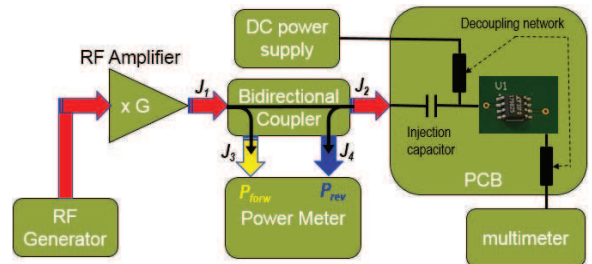 DC power
supply
Decoupling network
RF Amplifier
x G
J1
Bidirectional
Coupler
J2
U1
Injection
capacitor
J3
J4
PCB
Pforw
Prev
Power Meter
RF
Generator
multimeter